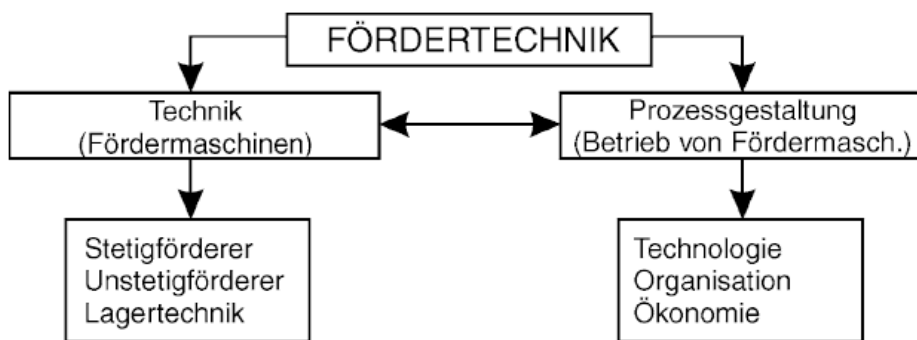 FÖRDERTECHNIK
Technik
(Fördermaschinen)
Prozessgestaltung
(Betrieb von Fördermasch.)
Stetigförderer
Unstetigförderer
Lagertechnik
Technologie
Organisation
Ökonomie